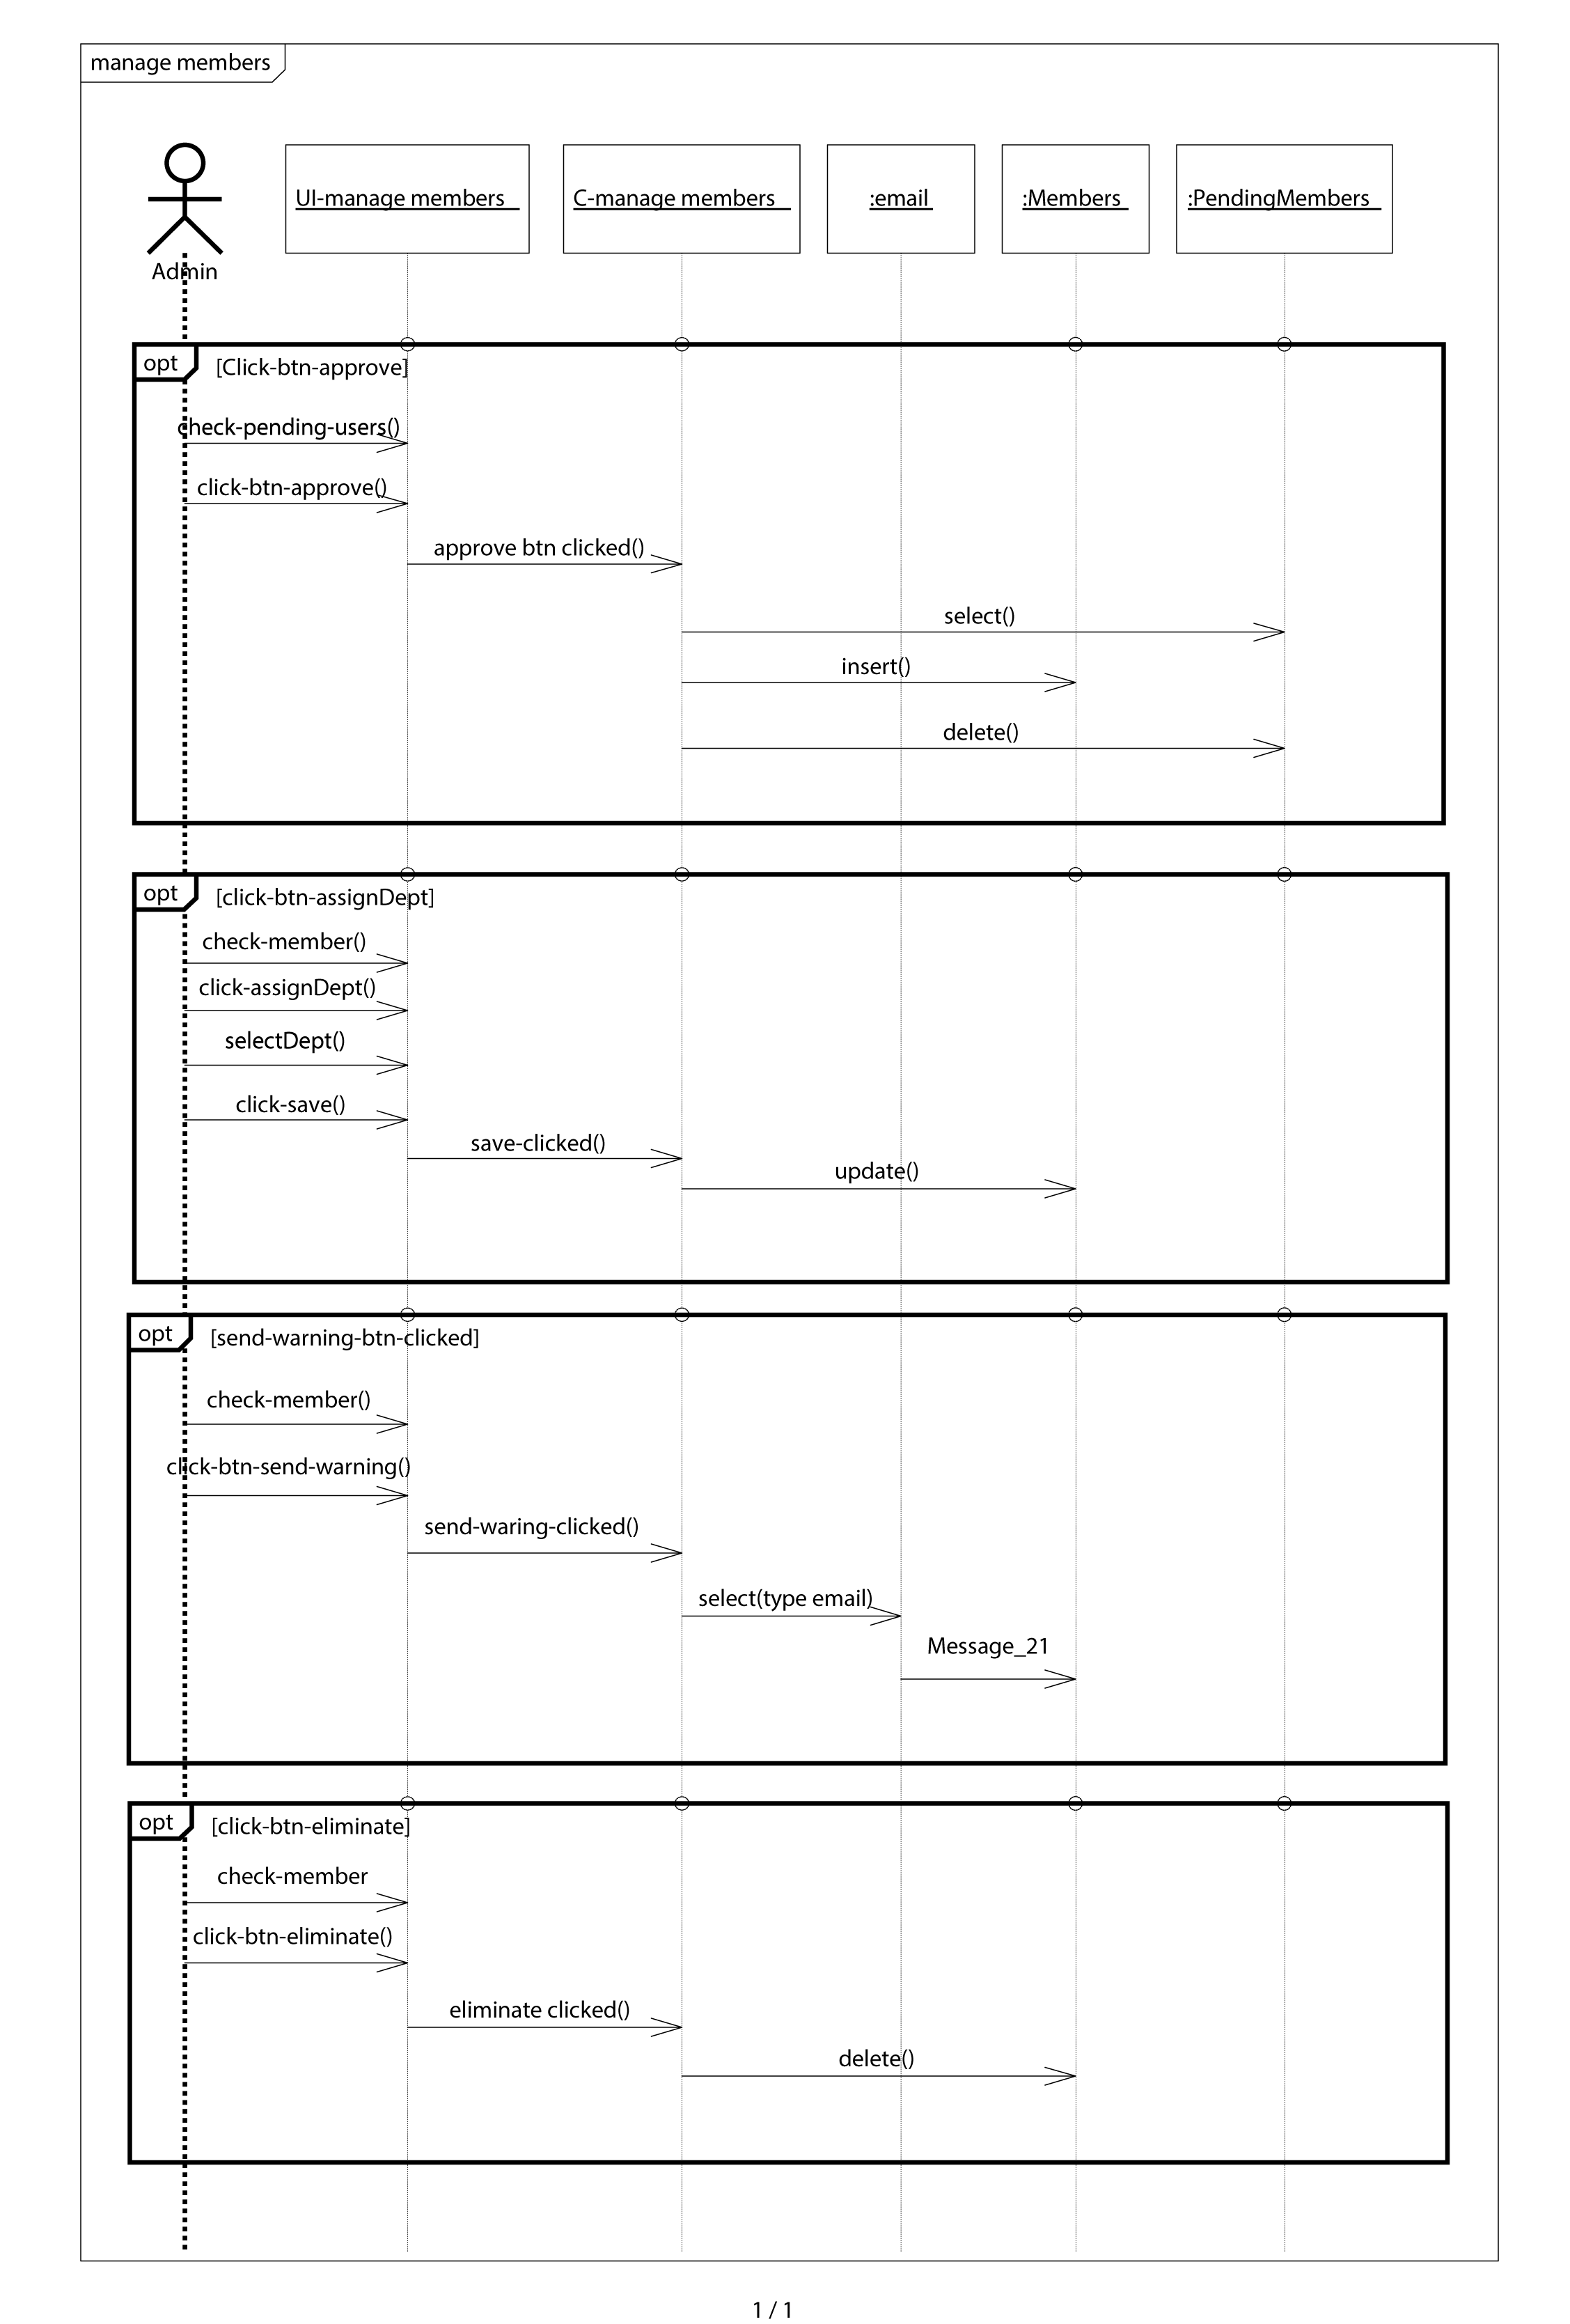 manage members
UI-manage members
C-manage members
:email
:Members
:PendingMembers
Admin
opt
[Click-btn-approve]
check-pending-users()
click-btn-approve()
approve btn clicked()
select()
insert()
delete()
opt
[click-btn-assignDept]
check-member()
click-assignDept()
selectDept()
click-save()
save-clicked()
update()
opt
[send-warning-btn-clicked]
check-member()
click-btn-send-warning()
send-waring-clicked()
select(type email)
Message_21
opt
[click-btn-eliminate]
check-member
click-btn-eliminate()
eliminate clicked()
delete()
1 / 1